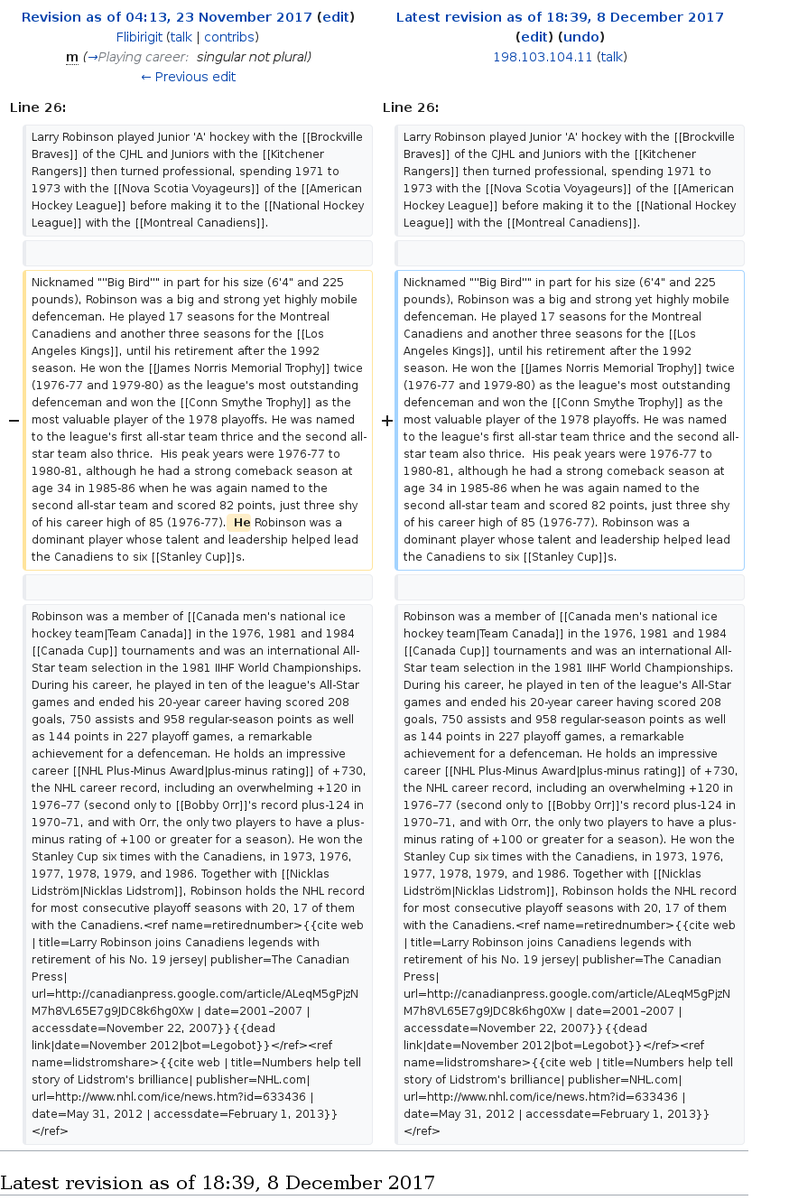 Revision as of 04:13, 23 November 2017 (edit)
Flibirigit (talk | contribs)
m (→Playing career: singular not plural)
← Previous edit
Latest revision as of 18:39, 8 December 2017
(edit) (undo)
198.103.104.11 (talk)
Line 26:
Larry Robinson played Junior 'A' hockey with the [[Brockville
Braves]] of the CJHL and Juniors with the [[Kitchener
Rangers]] then turned professional, spending 1971 to
1973 with the [[Nova Scotia Voyageurs]] of the [[American
Hockey League]] before making it to the [[National Hockey
League]] with the [[Montreal Canadiens]].
− Nicknamed ""Big Bird"" in part for his size (6'4" and 225
pounds), Robinson was a big and strong yet highly mobile
defenceman. He played 17 seasons for the Montreal
Canadiens and another three seasons for the [[Los
Angeles Kings]], until his retirement after the 1992
season. He won the [[James Norris Memorial Trophy]] twice
(1976-77 and 1979-80) as the league's most outstanding
defenceman and won the [[Conn Smythe Trophy]] as the
most valuable player of the 1978 playoffs. He was named
to the league's first all-star team thrice and the second all-
star team also thrice.  His peak years were 1976-77 to
1980-81, although he had a strong comeback season at
age 34 in 1985-86 when he was again named to the
second all-star team and scored 82 points, just three shy
of his career high of 85 (1976-77).  He Robinson was a
dominant player whose talent and leadership helped lead
the Canadiens to six [[Stanley Cup]]s.
Robinson was a member of [[Canada men's national ice
hockey team|Team Canada]] in the 1976, 1981 and 1984
[[Canada Cup]] tournaments and was an international All-
Star team selection in the 1981 IIHF World Championships.
During his career, he played in ten of the league's All-Star
games and ended his 20-year career having scored 208
goals, 750 assists and 958 regular-season points as well
as 144 points in 227 playoff games, a remarkable
achievement for a defenceman. He holds an impressive
career [[NHL Plus-Minus Award|plus-minus rating]] of +730,
the NHL career record, including an overwhelming +120 in
1976–77 (second only to [[Bobby Orr]]'s record plus-124 in
1970–71, and with Orr, the only two players to have a plus-
minus rating of +100 or greater for a season). He won the
Stanley Cup six times with the Canadiens, in 1973, 1976,
1977, 1978, 1979, and 1986. Together with [[Nicklas
Lidström|Nicklas Lidstrom]], Robinson holds the NHL record
for most consecutive playoff seasons with 20, 17 of them
with the Canadiens.<ref name=retirednumber>{{cite web
| title=Larry Robinson joins Canadiens legends with
retirement of his No. 19 jersey| publisher=The Canadian
Press|
url=http://canadianpress.google.com/article/ALeqM5gPjzN
M7h8VL65E7g9JDC8k6hg0Xw | date=2001–2007 |
accessdate=November 22, 2007}}{{dead
link|date=November 2012|bot=Legobot}}</ref><ref
name=lidstromshare>{{cite web | title=Numbers help tell
story of Lidstrom's brilliance| publisher=NHL.com|
url=http://www.nhl.com/ice/news.htm?id=633436 |
date=May 31, 2012 | accessdate=February 1, 2013}}
</ref>
Line 26:
Larry Robinson played Junior 'A' hockey with the [[Brockville
Braves]] of the CJHL and Juniors with the [[Kitchener
Rangers]] then turned professional, spending 1971 to
1973 with the [[Nova Scotia Voyageurs]] of the [[American
Hockey League]] before making it to the [[National Hockey
League]] with the [[Montreal Canadiens]].
+ Nicknamed ""Big Bird"" in part for his size (6'4" and 225
pounds), Robinson was a big and strong yet highly mobile
defenceman. He played 17 seasons for the Montreal
Canadiens and another three seasons for the [[Los
Angeles Kings]], until his retirement after the 1992
season. He won the [[James Norris Memorial Trophy]] twice
(1976-77 and 1979-80) as the league's most outstanding
defenceman and won the [[Conn Smythe Trophy]] as the
most valuable player of the 1978 playoffs. He was named
to the league's first all-star team thrice and the second all-
star team also thrice.  His peak years were 1976-77 to
1980-81, although he had a strong comeback season at
age 34 in 1985-86 when he was again named to the
second all-star team and scored 82 points, just three shy
of his career high of 85 (1976-77). Robinson was a
dominant player whose talent and leadership helped lead
the Canadiens to six [[Stanley Cup]]s.
Robinson was a member of [[Canada men's national ice
hockey team|Team Canada]] in the 1976, 1981 and 1984
[[Canada Cup]] tournaments and was an international All-
Star team selection in the 1981 IIHF World Championships.
During his career, he played in ten of the league's All-Star
games and ended his 20-year career having scored 208
goals, 750 assists and 958 regular-season points as well
as 144 points in 227 playoff games, a remarkable
achievement for a defenceman. He holds an impressive
career [[NHL Plus-Minus Award|plus-minus rating]] of +730,
the NHL career record, including an overwhelming +120 in
1976–77 (second only to [[Bobby Orr]]'s record plus-124 in
1970–71, and with Orr, the only two players to have a plus-
minus rating of +100 or greater for a season). He won the
Stanley Cup six times with the Canadiens, in 1973, 1976,
1977, 1978, 1979, and 1986. Together with [[Nicklas
Lidström|Nicklas Lidstrom]], Robinson holds the NHL record
for most consecutive playoff seasons with 20, 17 of them
with the Canadiens.<ref name=retirednumber>{{cite web
| title=Larry Robinson joins Canadiens legends with
retirement of his No. 19 jersey| publisher=The Canadian
Press|
url=http://canadianpress.google.com/article/ALeqM5gPjzN
M7h8VL65E7g9JDC8k6hg0Xw | date=2001–2007 |
accessdate=November 22, 2007}}{{dead
link|date=November 2012|bot=Legobot}}</ref><ref
name=lidstromshare>{{cite web | title=Numbers help tell
story of Lidstrom's brilliance| publisher=NHL.com|
url=http://www.nhl.com/ice/news.htm?id=633436 |
date=May 31, 2012 | accessdate=February 1, 2013}}
</ref>
Latest revision as of 18:39, 8 December 2017